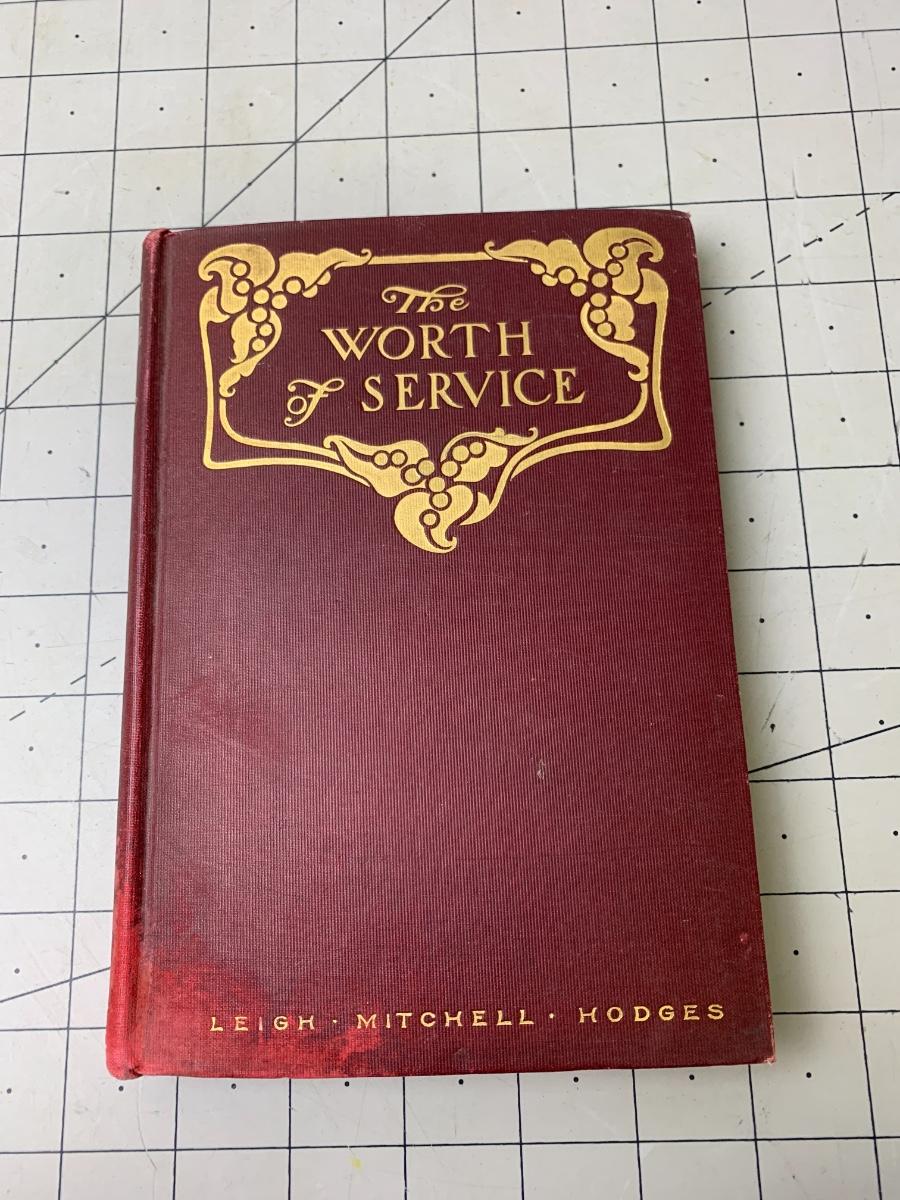 The
WORTH
of SERVICE
LEIGH · MITCHELL · HODGES